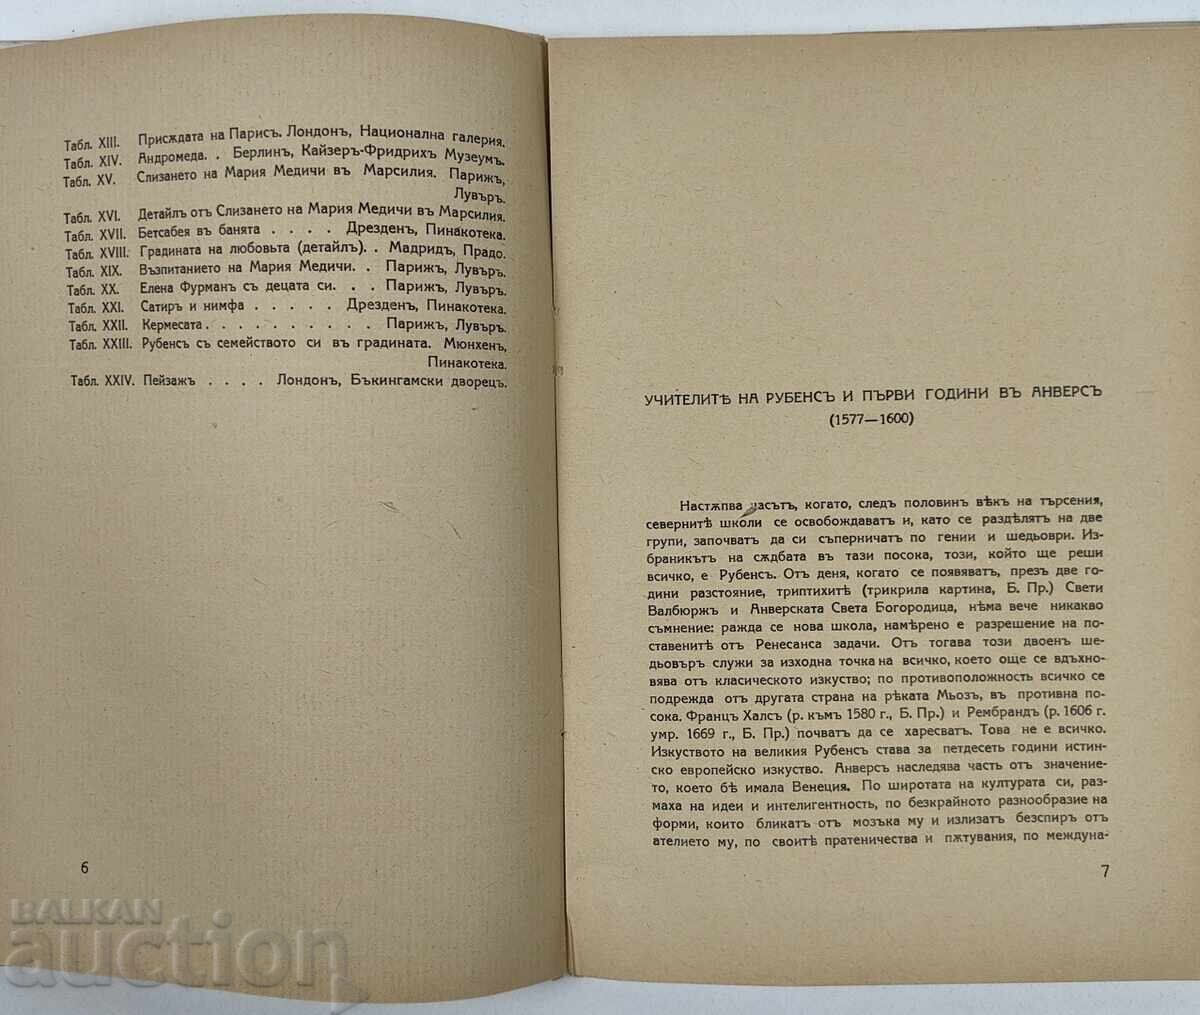 Табл. XIII. Присѫдата на Парисъ. Лондонъ, Национална галерия.
Табл. XIV. Андромеда. . Берлинъ, Кайзеръ-Фридрихъ Музеумъ.
Табл. XV. Слизането на Мария Медичи въ Марсилия. Парижъ,
Лувъръ.
Табл. XVI. Детайлъ отъ Слизането на Мария Медичи въ Марсилия.
Табл. XVII. Бетсабея въ банята . . . . Дрезденъ, Пинакотека.
Табл. XVIII. Градината на любовьта (детайлъ). . Мадридъ, Прадо.
Табл. XIX. Възпитанието на Мария Медичи. . Парижъ, Лувъръ.
Табл. XX. Елена Фурманъ съ децата си. . . Парижъ, Лувъръ.
Табл. XXI. Сатиръ и нимфа . . . . . Дрезденъ, Пинакотека.
Табл. XXII. Кермесата. . . . . . . . . . Парижъ, Лувъръ.
Табл. XXIII. Рубенсъ съ семейството си въ градината. Мюнхенъ,
Пинакотека.
Табл. XXIV. Пейзажъ . . . . Лондонъ, Бъкингамски дворецъ.
6
УЧИТЕЛИТѢ НА РУБЕНСЪ И ПЪРВИ ГОДИНИ ВЪ АНВЕРСЪ
(1577—1600)
Настѫпва часътъ, когато, следъ половинъ вѣкъ на търсения,
севернитѣ школи се освобождаватъ и, като се раздѣлятъ на две
групи, започватъ да си съперничатъ по гении и шедьоври. Из-
браникътъ на сѫдбата въ тази посока, този, който ще реши
всичко, е Рубенсъ. Отъ деня, когато се появяватъ, презъ две го-
дини разстояние, триптихитѣ (трикрила картина, Б. Пр.) Свети
Валбюржъ и Анверската Света Богородица, нѣма вече никакво
съмнение: ражда се нова школа, намѣрено е разрешение на по-
ставенитѣ отъ Ренесанса задачи. Отъ тогава този двоенъ ше-
дьовъръ служи за изходна точка на всичко, което още се вдъхно-
вява отъ класическото изкуство; по противоположность всичко се
подрежда отъ другата страна на рѣката Мьозъ, въ противна по-
сока. Францъ Халсъ (р. къмъ 1580 г., Б. Пр.) и Рембрандъ (р. 1606 г.
умр. 1669 г., Б. Пр.) почватъ да се харесватъ. Това не е всичко.
Изкуството на великия Рубенсъ става за петдесеть години истин-
ско европейско изкуство. Анверсъ наследява часть отъ значение-
то, което бѣ имала Венеция. По широтата на културата си, раз-
маха на идеи и интелигентность, по безкрайното разнообразие на
форми, които бликатъ отъ мозъка му и излизатъ безспиръ отъ
ателието му, по своитѣ пратеничества и пѫтувания, по междуна-
7
BALKAN
auction